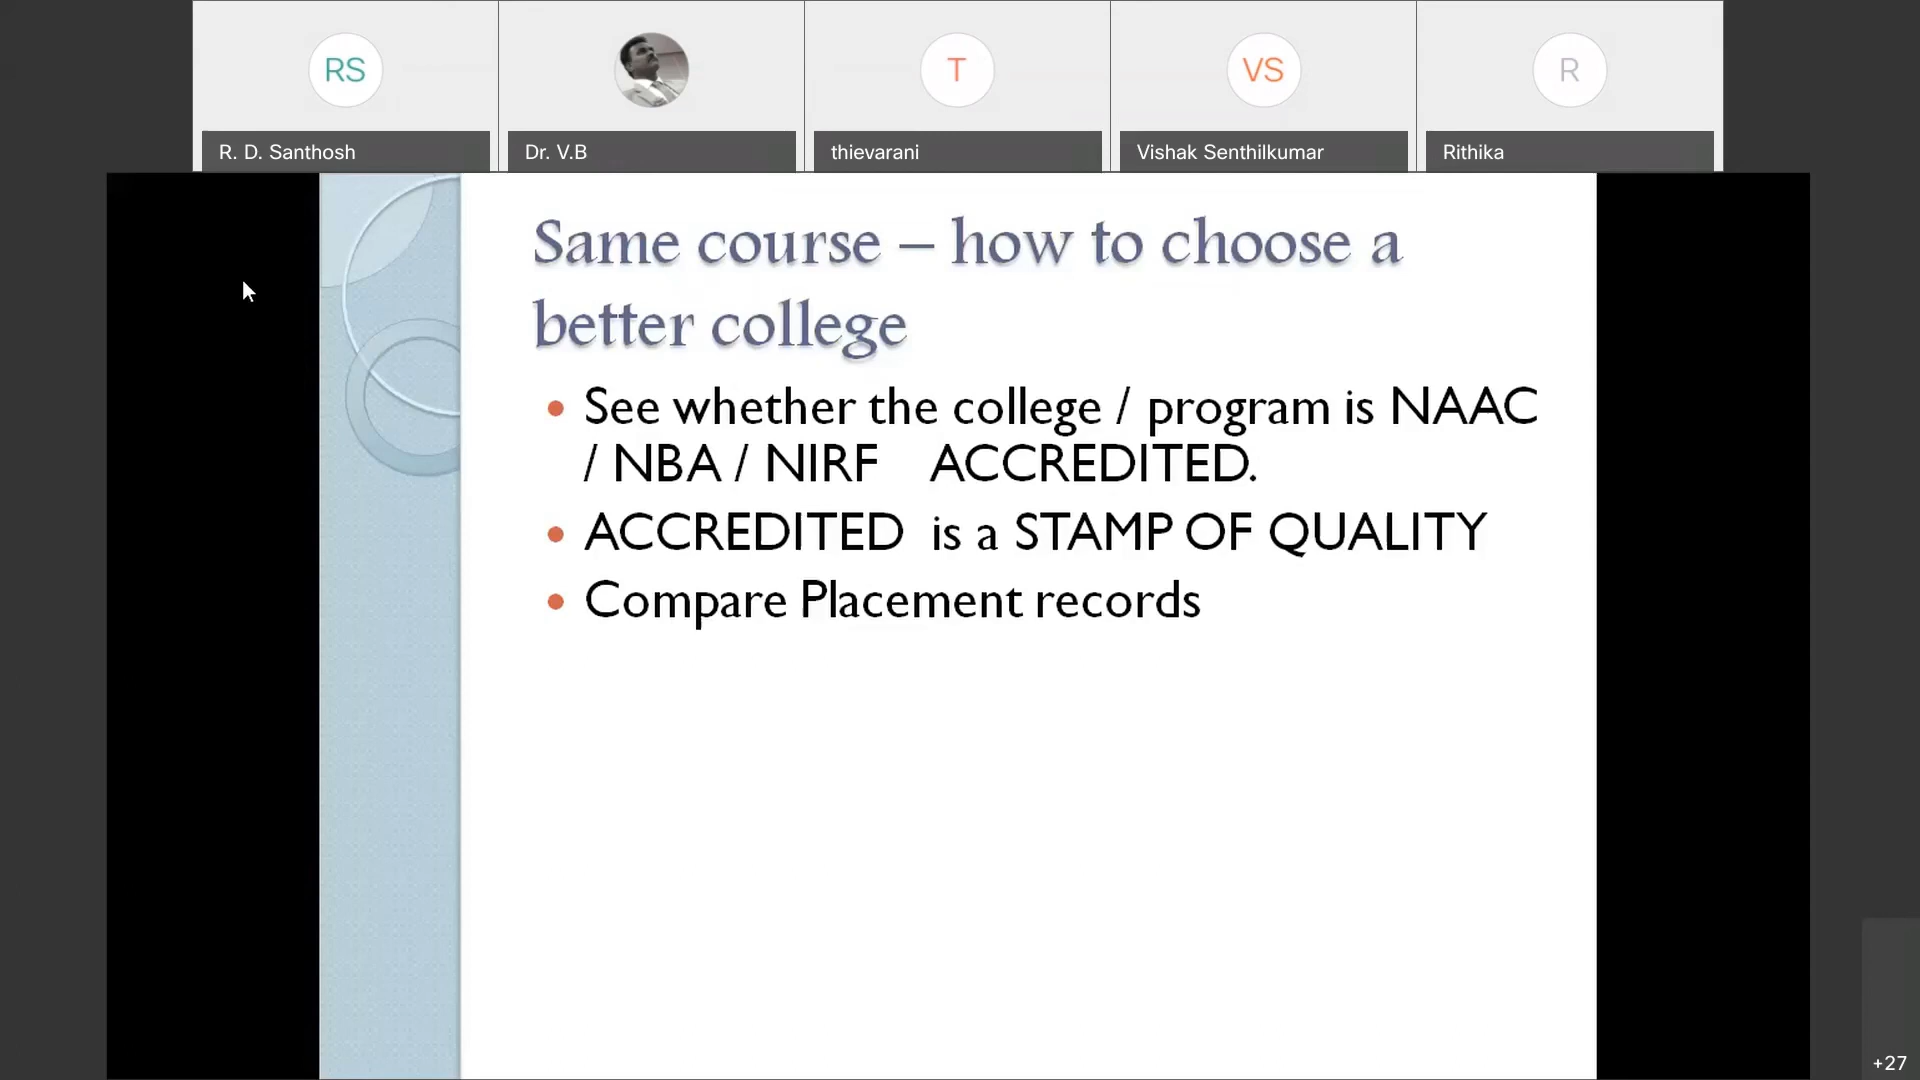 RS
T
VS
R
R. D. Santhosh
Dr. V.B
thievarani
Vishak Senthilkumar
Rithika
Same course – how to choose a
better college
• See whether the college / program is NAAC
/ NBA / NIRF ACCREDITED.
• ACCREDITED is a STAMP OF QUALITY
• Compare Placement records
+27